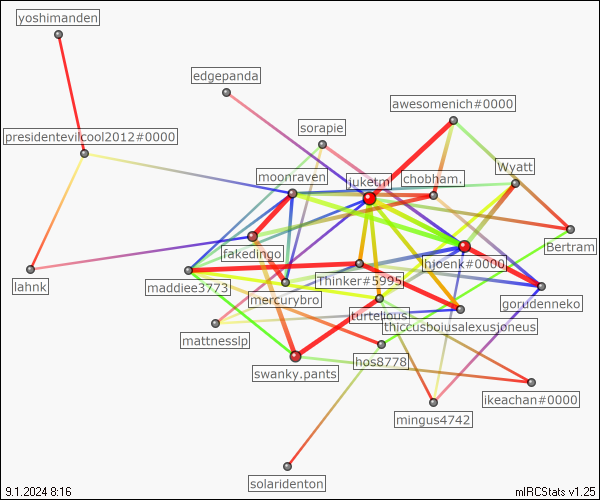 yoshimanden
edgepanda
awesomenich#0000
sorapie
presidentevilcool2012#0000
Wyatt
moonraven
juketm
chobham.
Bertram
fakedingo
hjoenk#0000
lahnk
maddiee3773
Thinker#5995
mercurybro
gorudenneko
turtelious
thiccusboiusalexusjoneus
mattnesslp
hos8778
swanky.pants
ikeachan#0000
mingus4742
solaridenton
9.1.2024 8:16
mIRCStats v1.25